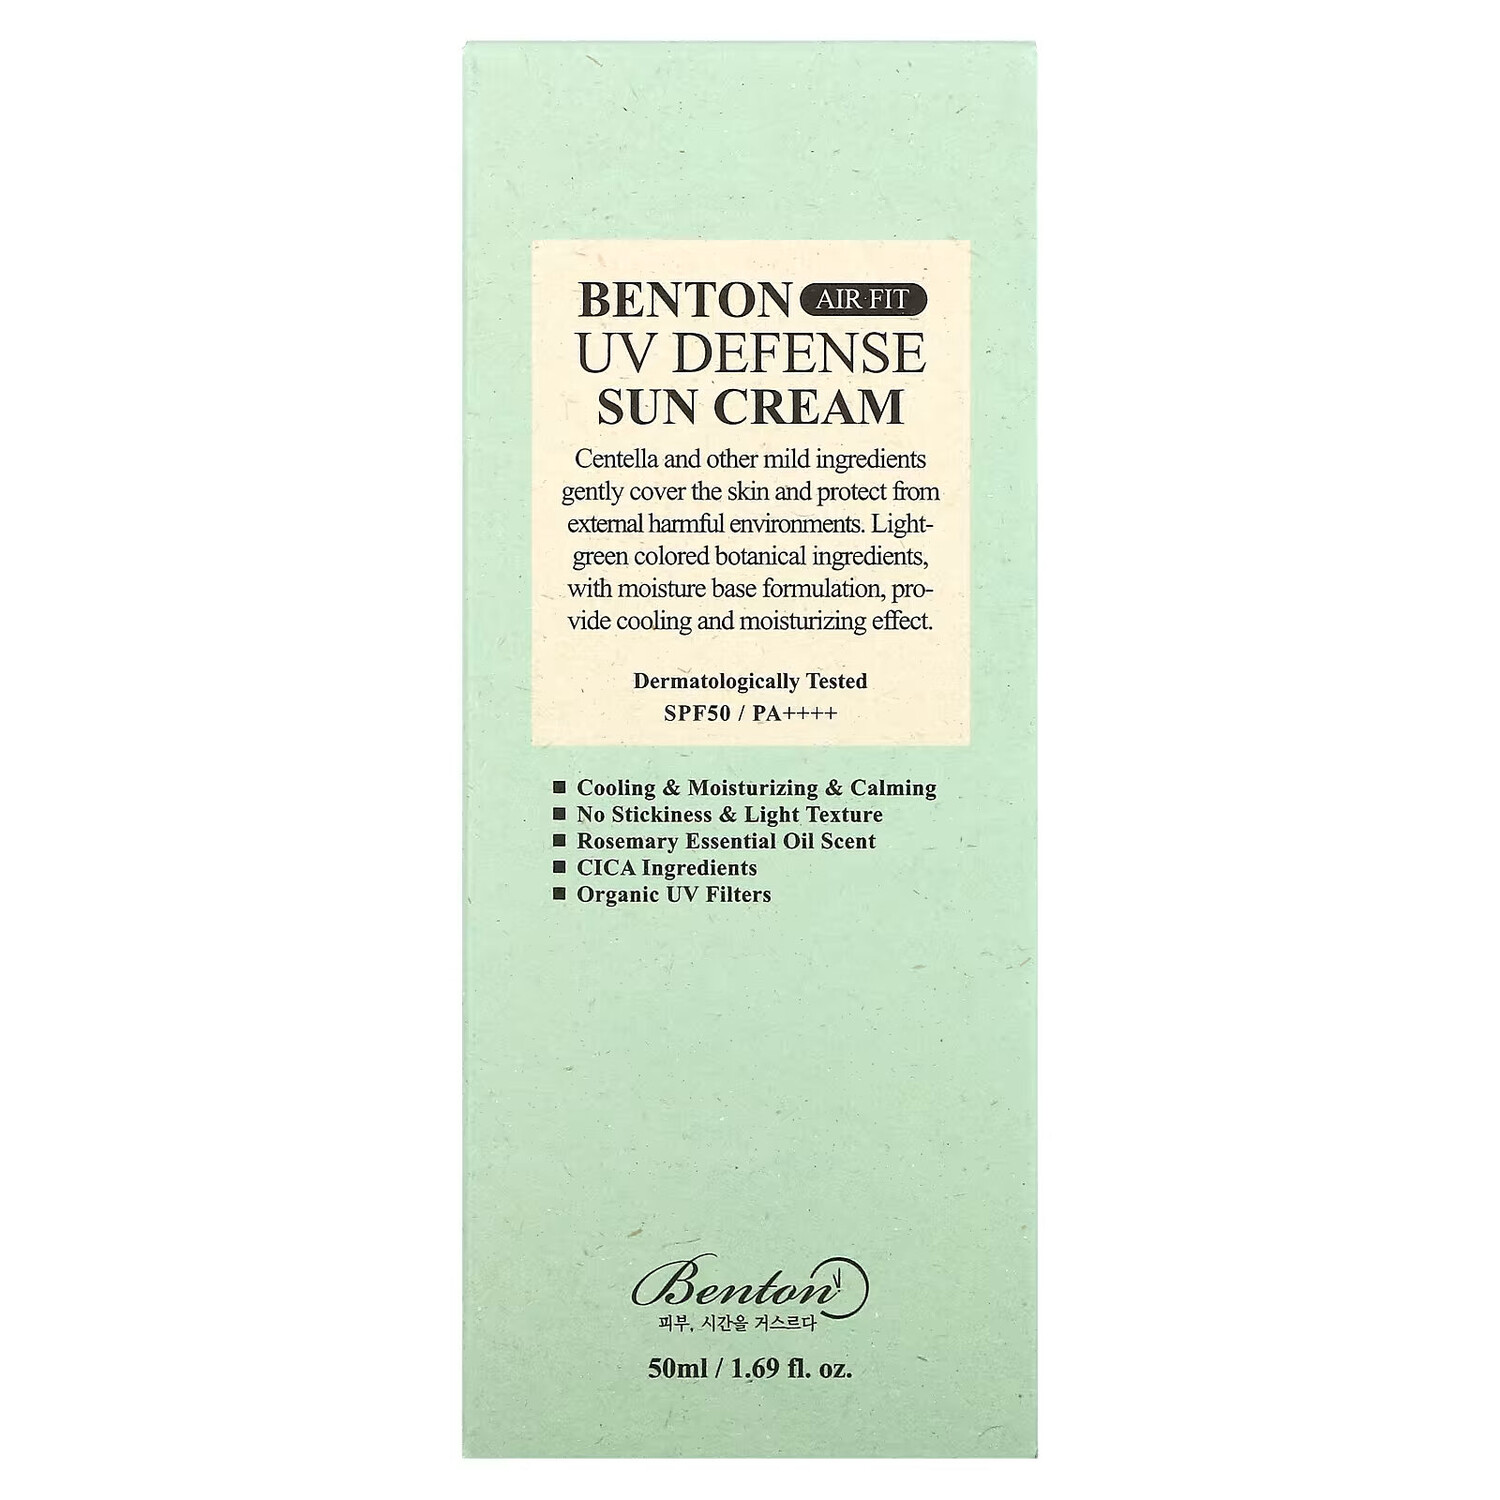 BENTON AIR FIT
UV DEFENSE
SUN CREAM
Centella and other mild ingredients
gently cover the skin and protect from
external harmful environments. Light-
green colored botanical ingredients,
with moisture base formulation, pro-
vide cooling and moisturizing effect.
Dermatologically Tested
SPF50 / PA++++
■ Cooling & Moisturizing & Calming
■ No Stickiness & Light Texture
■ Rosemary Essential Oil Scent
■ CICA Ingredients
■ Organic UV Filters
Benton
피부, 시간을 거스르다
50ml / 1.69 fl. oz.